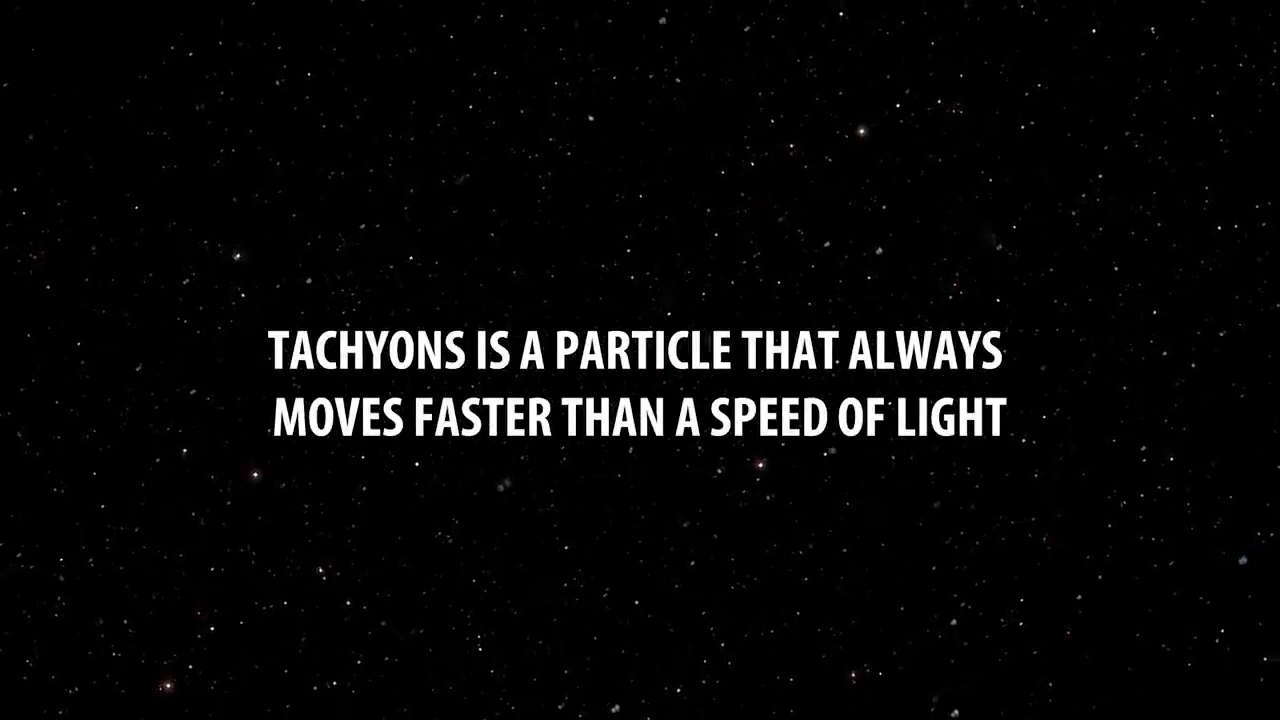 TACHYONS IS A PARTICLE THAT ALWAYS
MOVES FASTER THAN A SPEED OF LIGHT